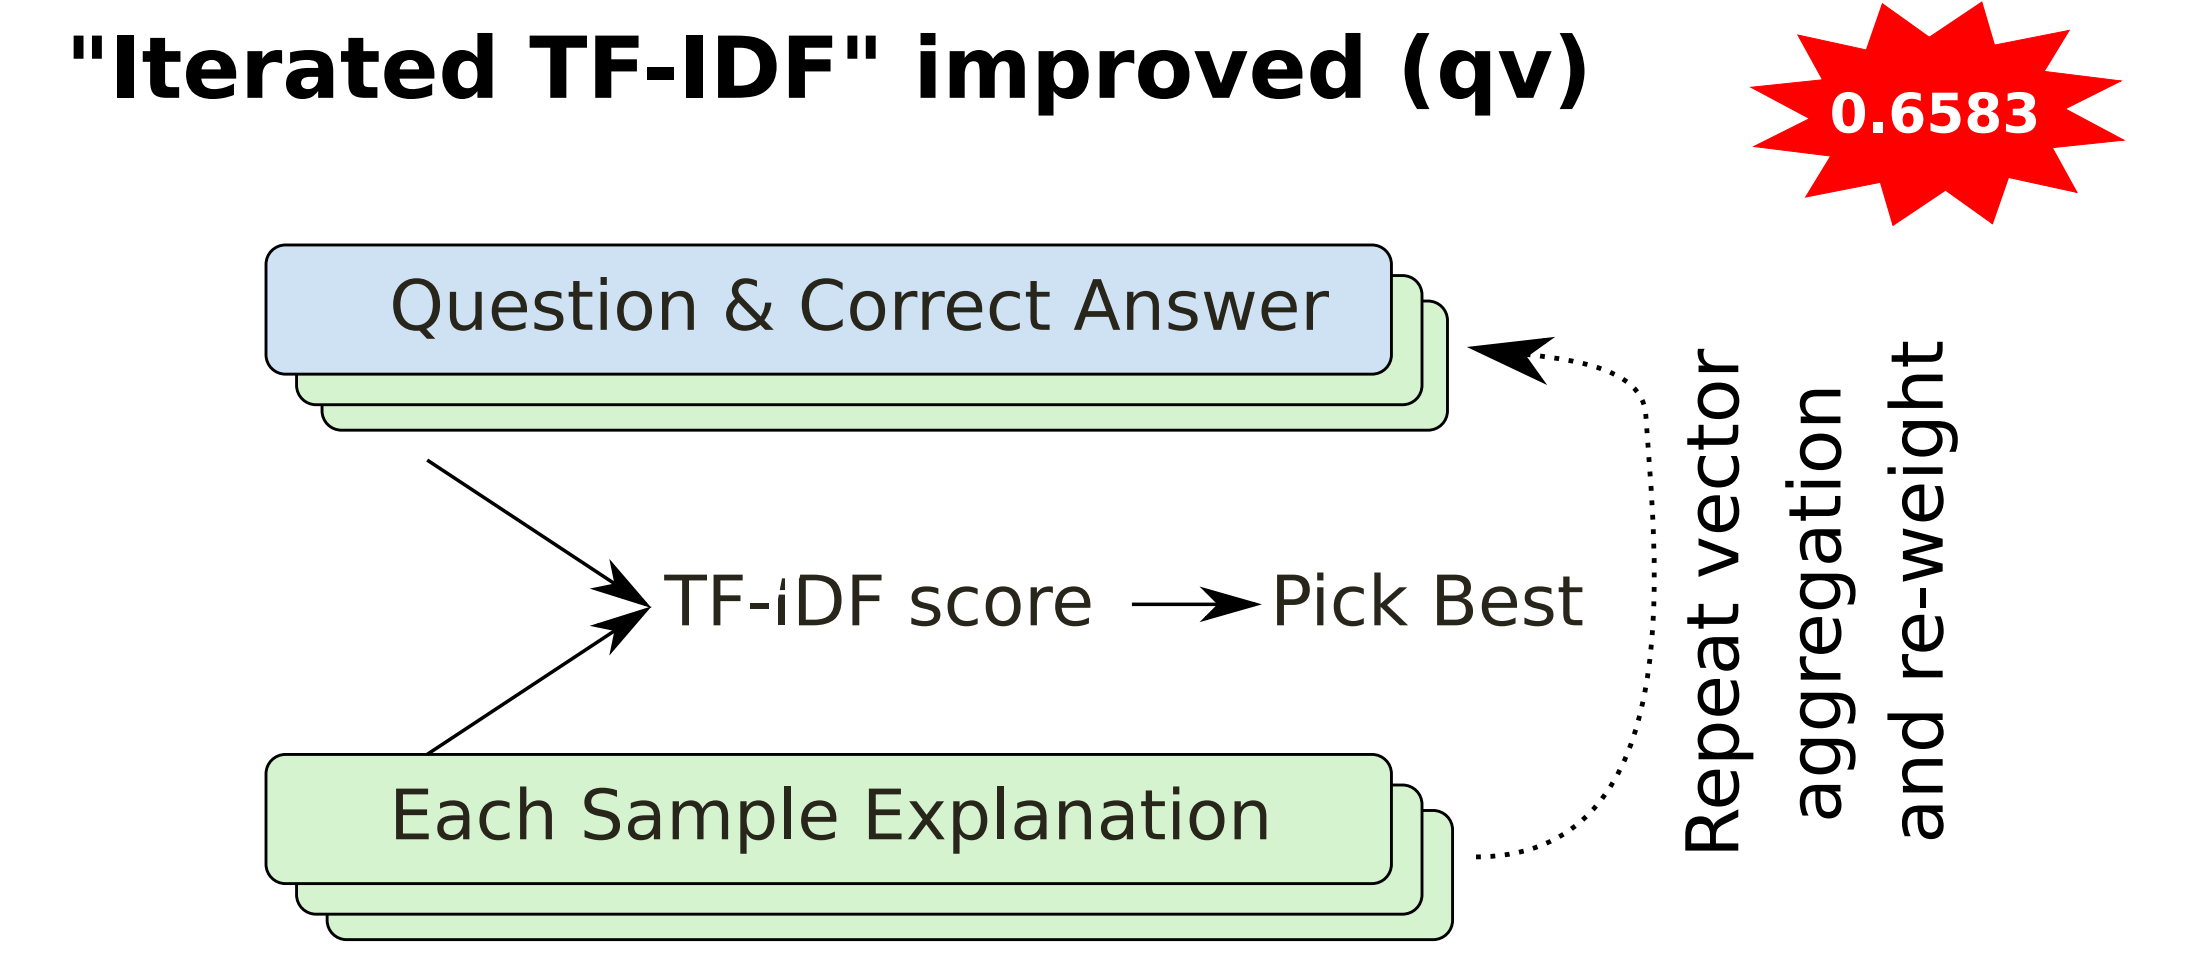 "Iterated TF-IDF" improved (qv)
0.6583
Question & Correct Answer
TF-iDF score
Pick Best
Each Sample Explanation
Repeat vector
aggregation
and re-weight